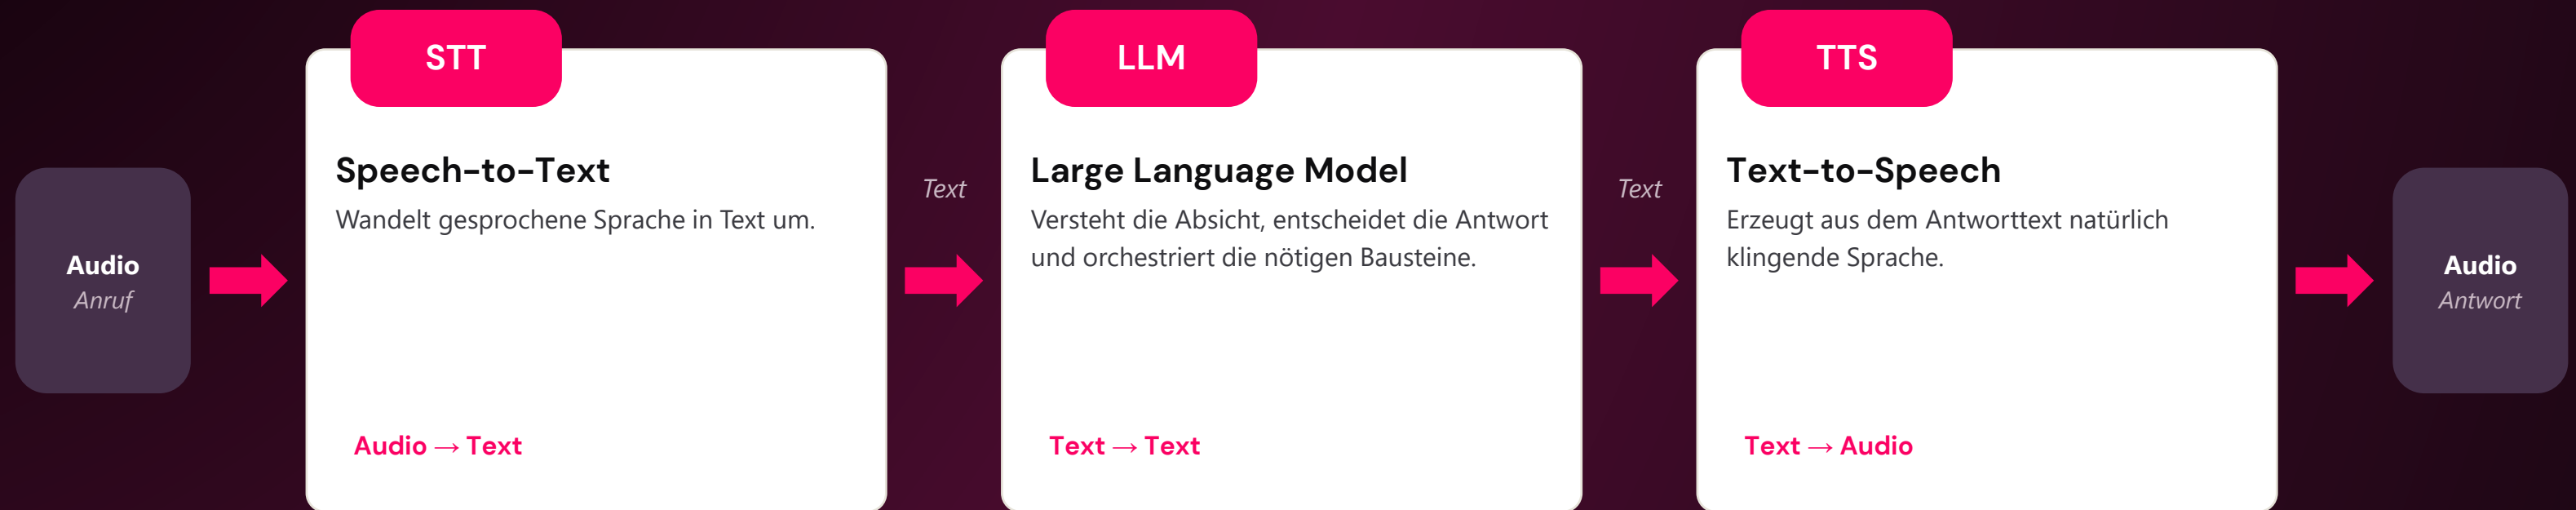 Audio
Anruf
STT
Speech-to-Text
Wandelt gesprochene Sprache in Text um.
Audio → Text
Text
LLM
Large Language Model
Versteht die Absicht, entscheidet die Antwort
und orchestriert die nötigen Bausteine.
Text → Text
Text
TTS
Text-to-Speech
Erzeugt aus dem Antworttext natürlich
klingende Sprache.
Text → Audio
Audio
Antwort